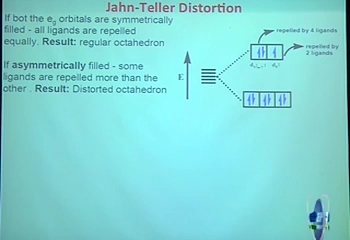 Jahn-Teller Distortion
If bot the eg orbitals are symmetrically
filled - all ligands are repelled
equally. Result: regular octahedron
If asymmetrically filled - some
ligands are repelled more than the
other . Result: Distorted octahedron
repelled by 4 ligands
repelled by
2 ligands
E